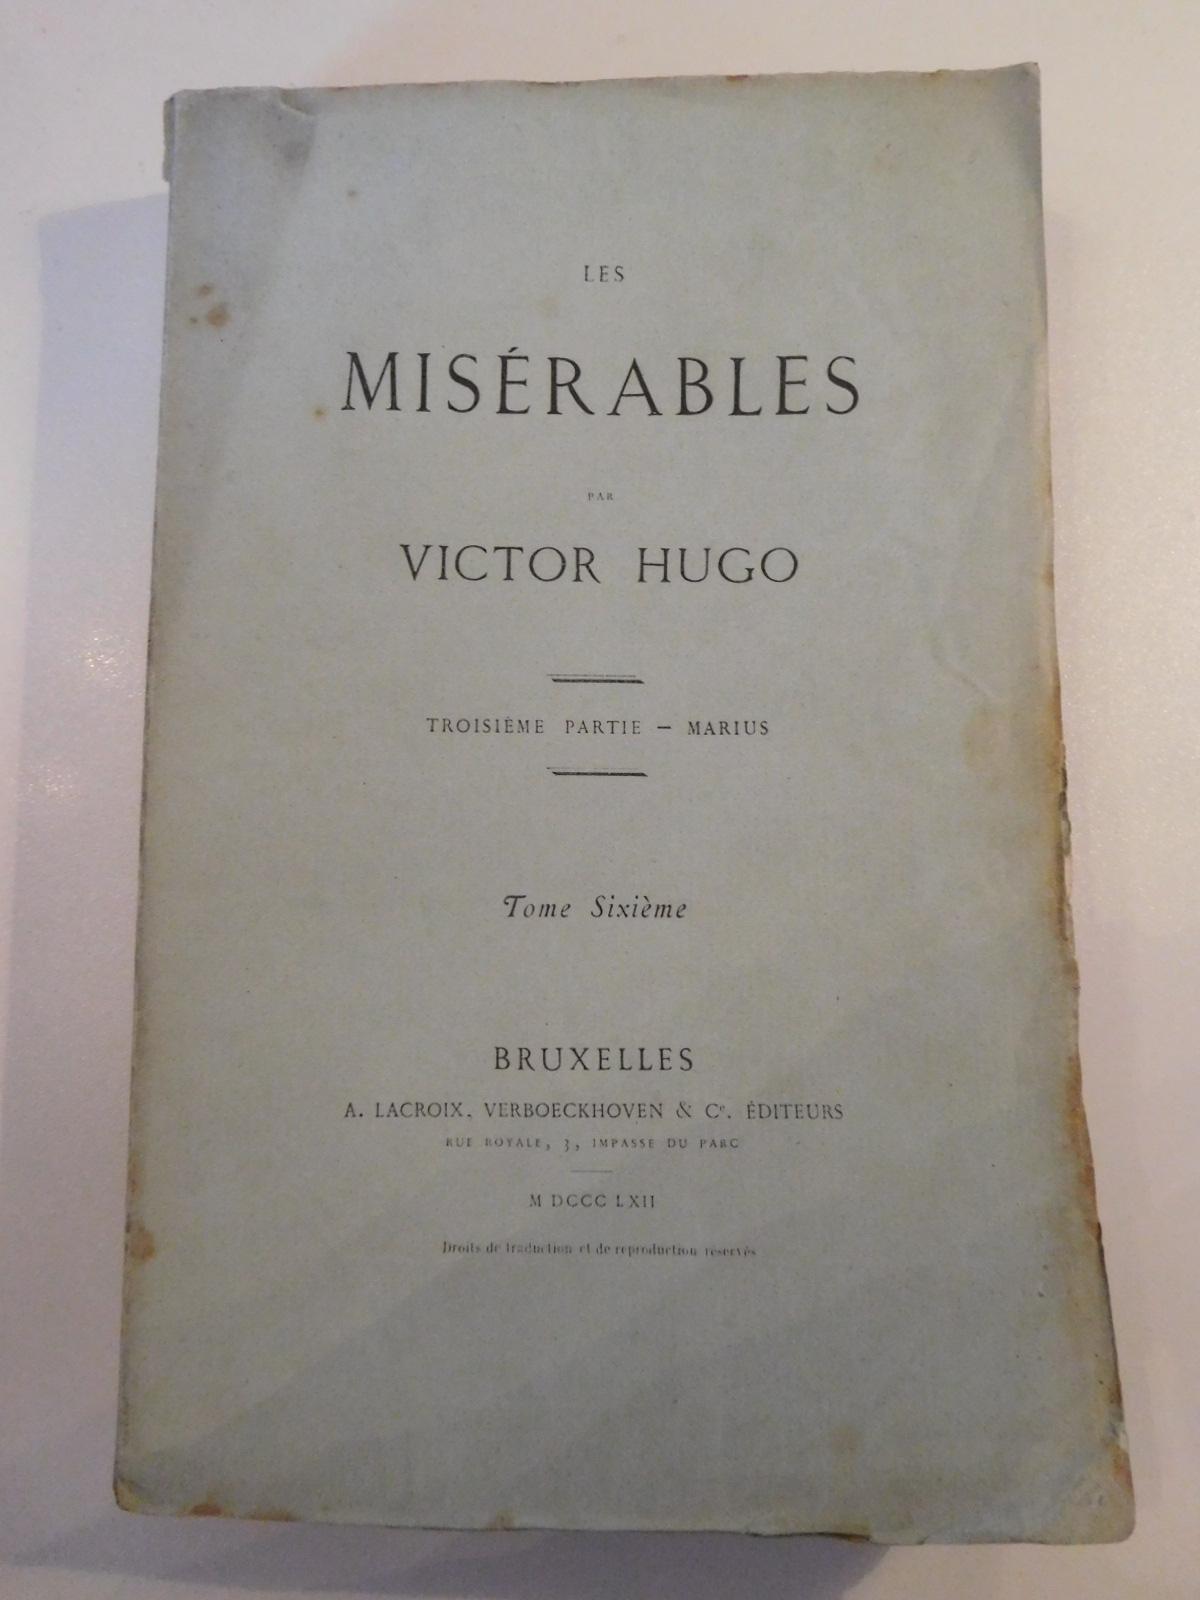 LES
MISÉRABLES
PAR
VICTOR HUGO
TROISIÈME PARTIE — MARIUS
Tome Sixième
BRUXELLES
A. LACROIX, VERBOECKHOVEN & Cᵉ, ÉDITEURS
RUE ROYALE, 3, IMPASSE DU PARC
M DCCC LXII
Droits de traduction et de reproduction réservés